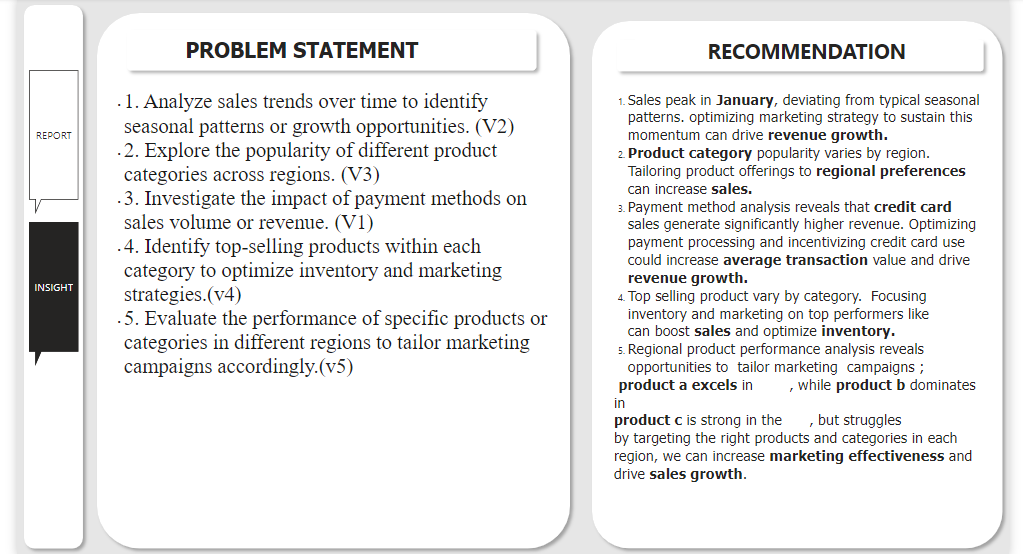 REPORT
INSIGHT
PROBLEM STATEMENT
. 1. Analyze sales trends over time to identify
seasonal patterns or growth opportunities. (V2)
. 2. Explore the popularity of different product
categories across regions. (V3)
. 3. Investigate the impact of payment methods on
sales volume or revenue. (V1)
. 4. Identify top-selling products within each
category to optimize inventory and marketing
strategies.(v4)
. 5. Evaluate the performance of specific products or
categories in different regions to tailor marketing
campaigns accordingly.(v5)
RECOMMENDATION
1. Sales peak in January, deviating from typical seasonal
patterns. optimizing marketing strategy to sustain this
momentum can drive revenue growth.
2. Product category popularity varies by region.
Tailoring product offerings to regional preferences
can increase sales.
3. Payment method analysis reveals that credit card
sales generate significantly higher revenue. Optimizing
payment processing and incentivizing credit card use
could increase average transaction value and drive
revenue growth.
4. Top selling product vary by category. Focusing
inventory and marketing on top performers like
can boost sales and optimize inventory.
5. Regional product performance analysis reveals
opportunities to tailor marketing campaigns ;
product a excels in , while product b dominates
in
product c is strong in the , but struggles
by targeting the right products and categories in each
region, we can increase marketing effectiveness and
drive sales growth.